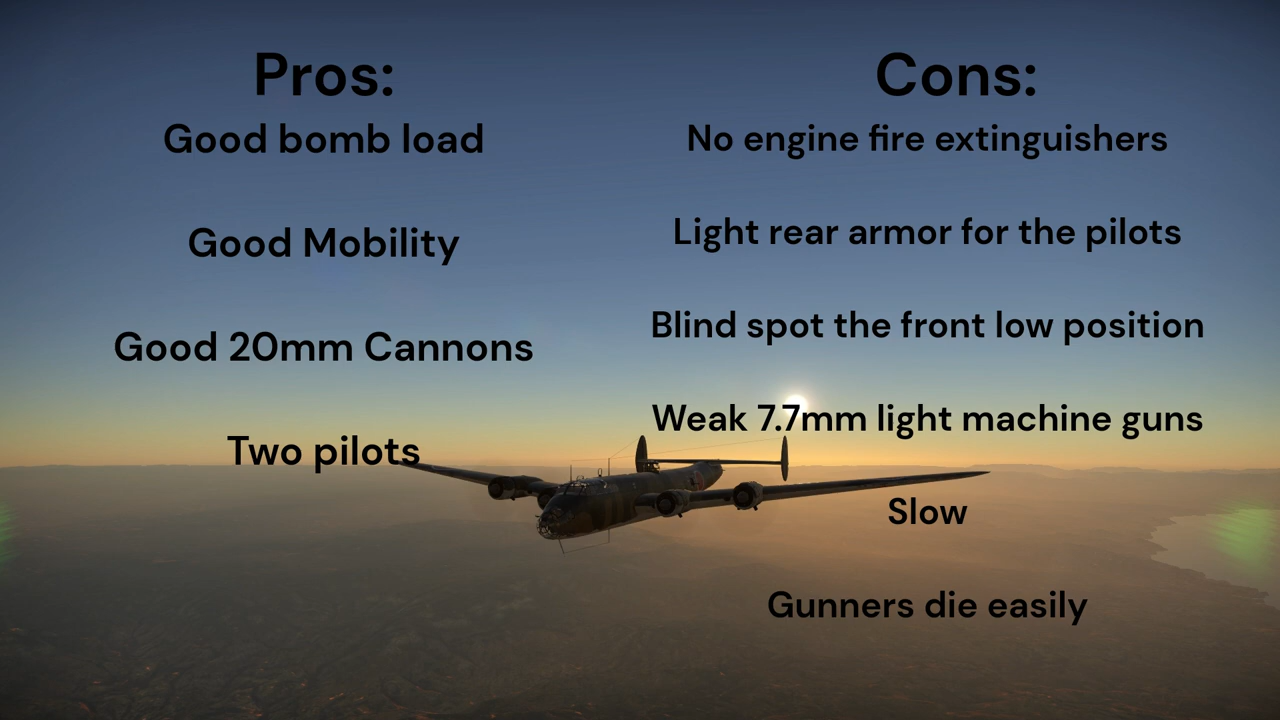 Pros:
Good bomb load
Good Mobility
Good 20mm Cannons
Two pilots
Cons:
No engine fire extinguishers
Light rear armor for the pilots
Blind spot the front low position
Weak 7.7mm light machine guns
Slow
Gunners die easily